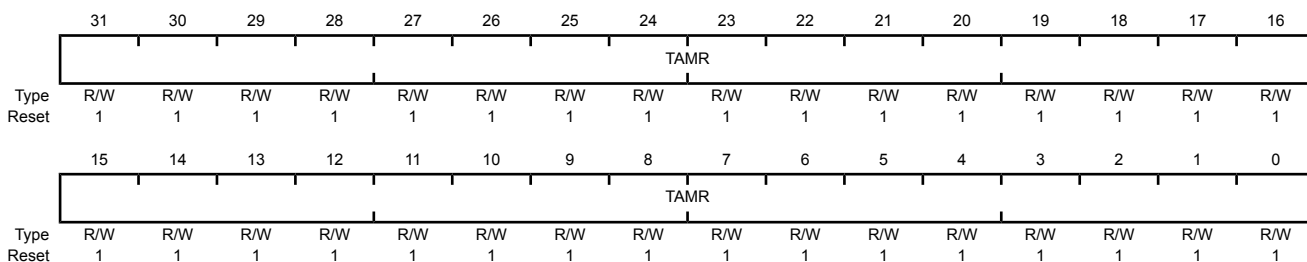 31 30 29 28 27 26 25 24 23 22 21 20 19 18 17 16
TAMR
Type R/W R/W R/W R/W R/W R/W R/W R/W R/W R/W R/W R/W R/W R/W R/W R/W
Reset 1 1 1 1 1 1 1 1 1 1 1 1 1 1 1 1
15 14 13 12 11 10 9 8 7 6 5 4 3 2 1 0
TAMR
Type R/W R/W R/W R/W R/W R/W R/W R/W R/W R/W R/W R/W R/W R/W R/W R/W
Reset 1 1 1 1 1 1 1 1 1 1 1 1 1 1 1 1